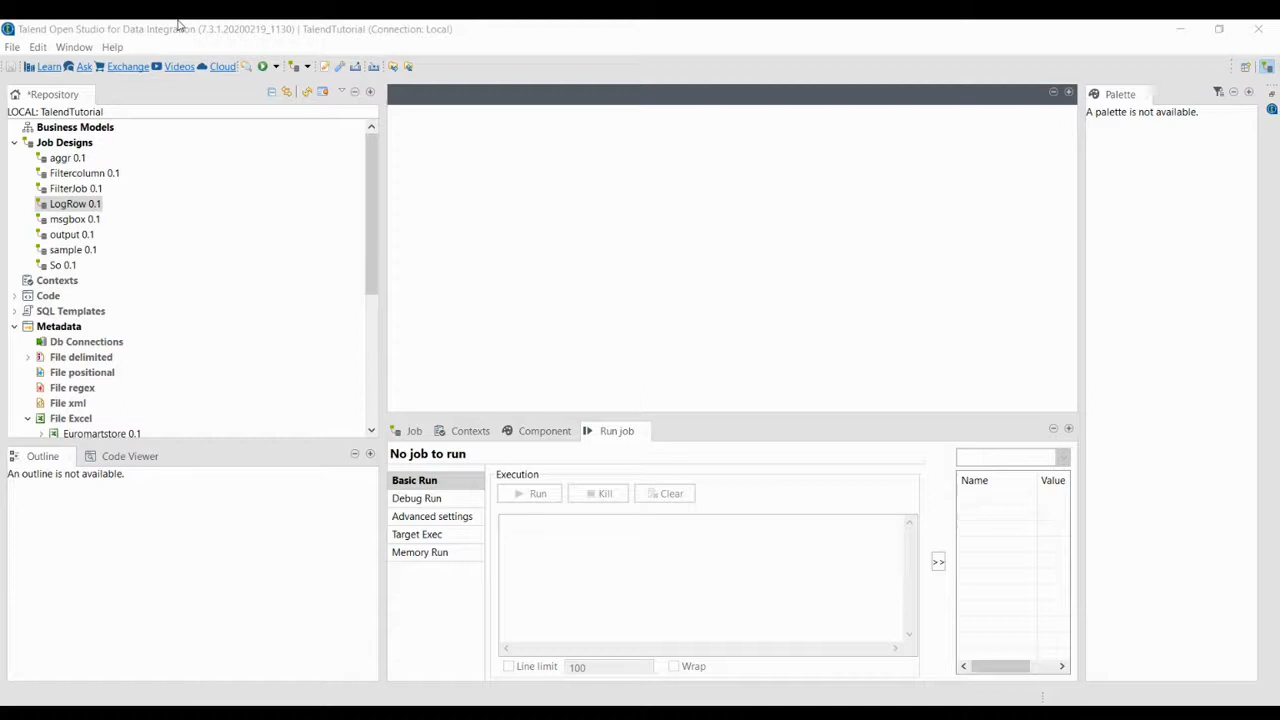 Talend Open Studio for Data Integration (7.3.1.20200219_1130) | TalendTutorial (Connection: Local)
File Edit Window Help
Learn Ask Exchange Videos Cloud
*Repository
LOCAL: TalendTutorial
Business Models
Job Designs
aggr 0.1
Filtercolumn 0.1
FilterJob 0.1
LogRow 0.1
msgbox 0.1
output 0.1
sample 0.1
So 0.1
Contexts
Code
SQL Templates
Metadata
Db Connections
File delimited
File positional
File regex
File xml
File Excel
Euromartstore 0.1
Outline Code Viewer
An outline is not available.
Palette
A palette is not available.
Job Contexts Component Run job
No job to run
Basic Run
Debug Run
Advanced settings
Target Exec
Memory Run
Execution
Run Kill Clear
>>
Line limit 100 Wrap
Name Value